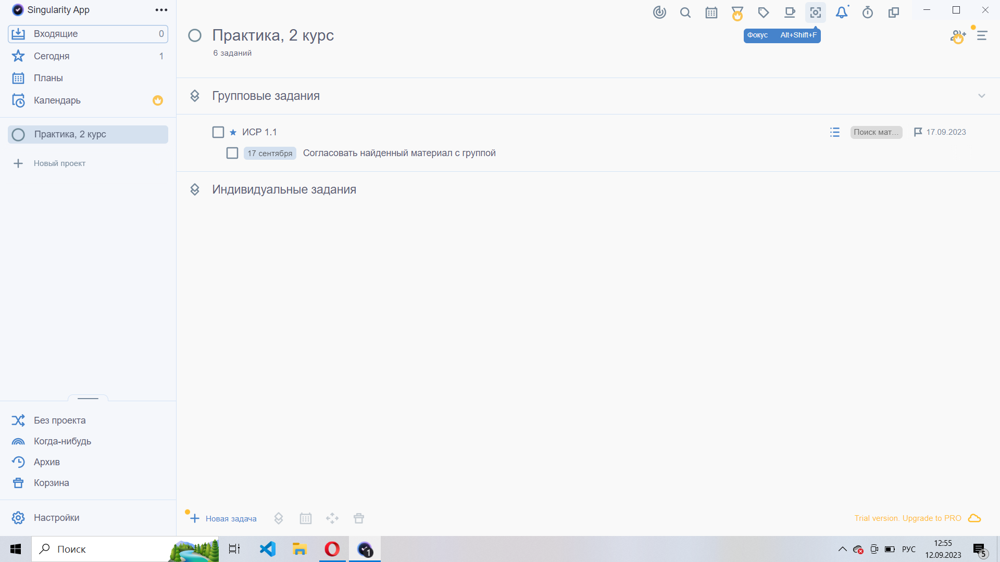 Singularity App
Входящие 0
Сегодня 1
Планы
Календарь
Практика, 2 курс
Новый проект
Без проекта
Когда-нибудь
Архив
Корзина
Настройки
Практика, 2 курс
6 заданий
Фокус Alt+Shift+F
Групповые задания
ИСР 1.1 Поиск мат... 17.09.2023
17 сентября Согласовать найденный материал с группой
Индивидуальные задания
Новая задача
Trial version. Upgrade to PRO
Поиск
1
РУС
12:55
12.09.2023
5